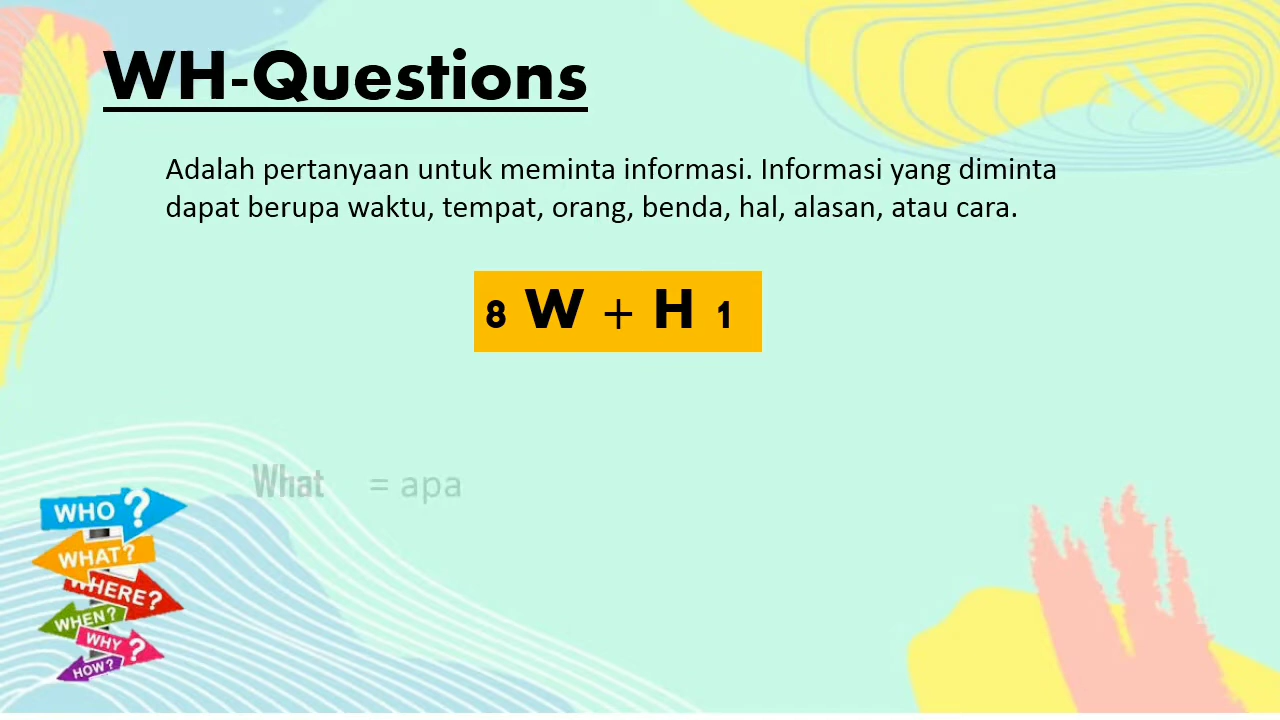 WH-Questions
Adalah pertanyaan untuk meminta informasi. Informasi yang diminta
dapat berupa waktu, tempat, orang, benda, hal, alasan, atau cara.
8 W + H 1
What = apa
WHO ?
WHAT?
WHERE?
WHEN?
WHY ?
HOW?